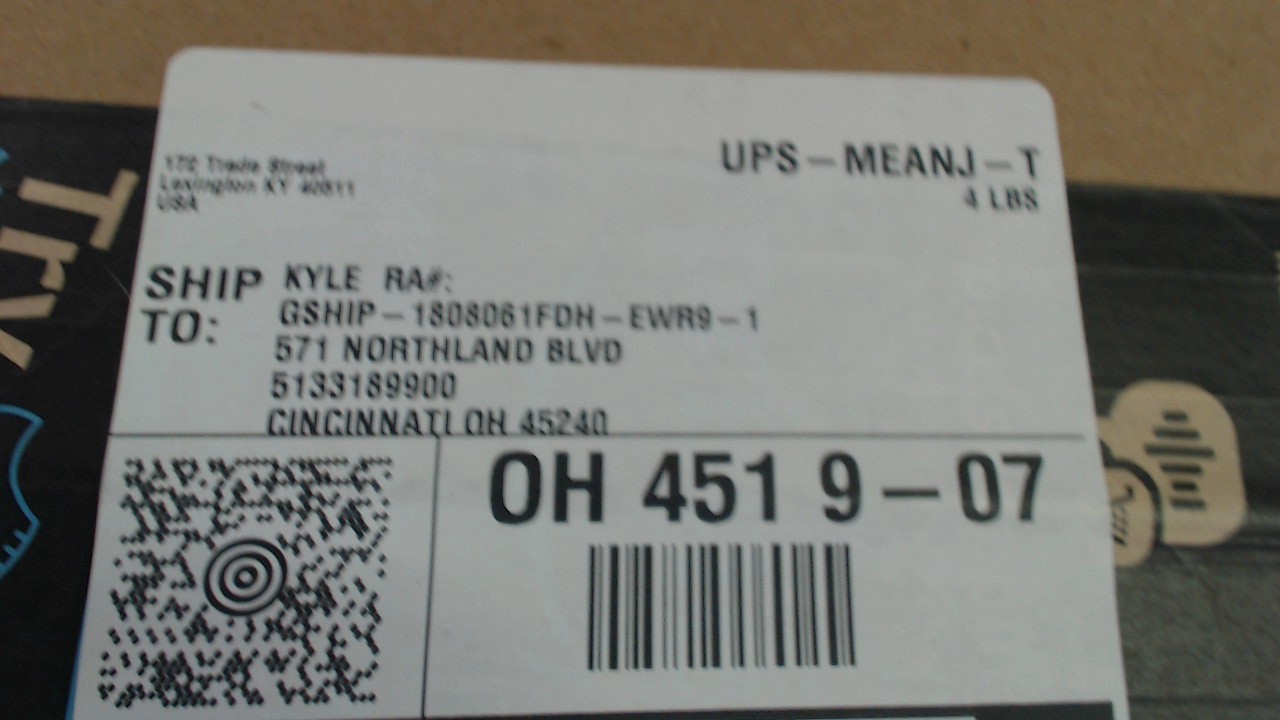 172 Trade Street
Lexington KY 40511
USA
UPS-MEANJ-T
4 LBS
SHIP TO:
KYLE RA#:
GSHIP-1808061FDH-EWR9-1
571 NORTHLAND BLVD
5133189900
CINCINNATI OH 45240
OH 451 9-07
Try